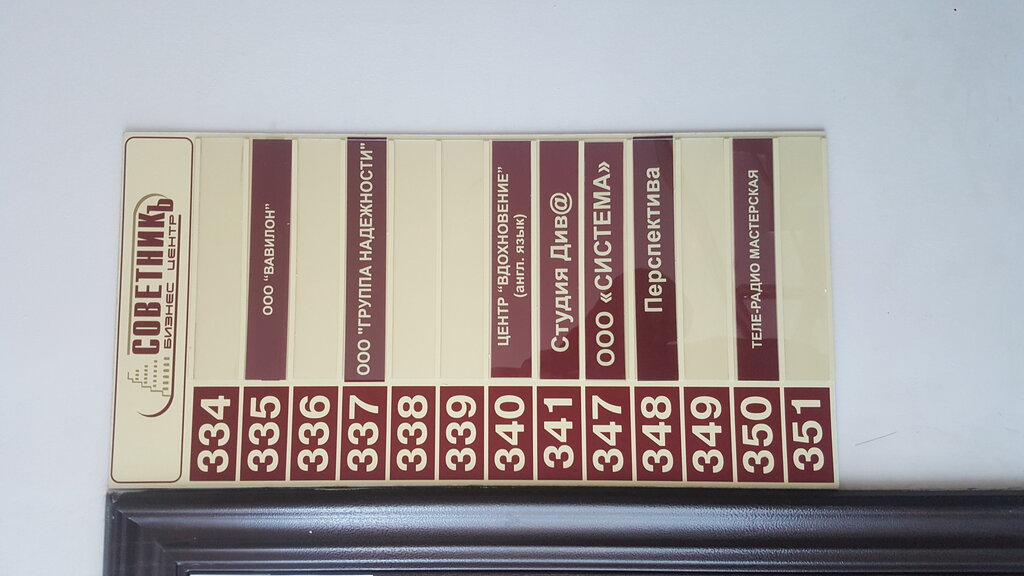 СОВЕТНИКЪ
БИЗНЕС ЦЕНТР
334
335 ООО "ВАВИЛОН"
336
337 ООО "ГРУППА НАДЕЖНОСТИ"
338
339
340 ЦЕНТР "ВДОХНОВЕНИЕ"
(англ. язык)
341 Студия Див@
347 ООО «СИСТЕМА»
348 Перспектива
349
350 ТЕЛЕ-РАДИО МАСТЕРСКАЯ
351